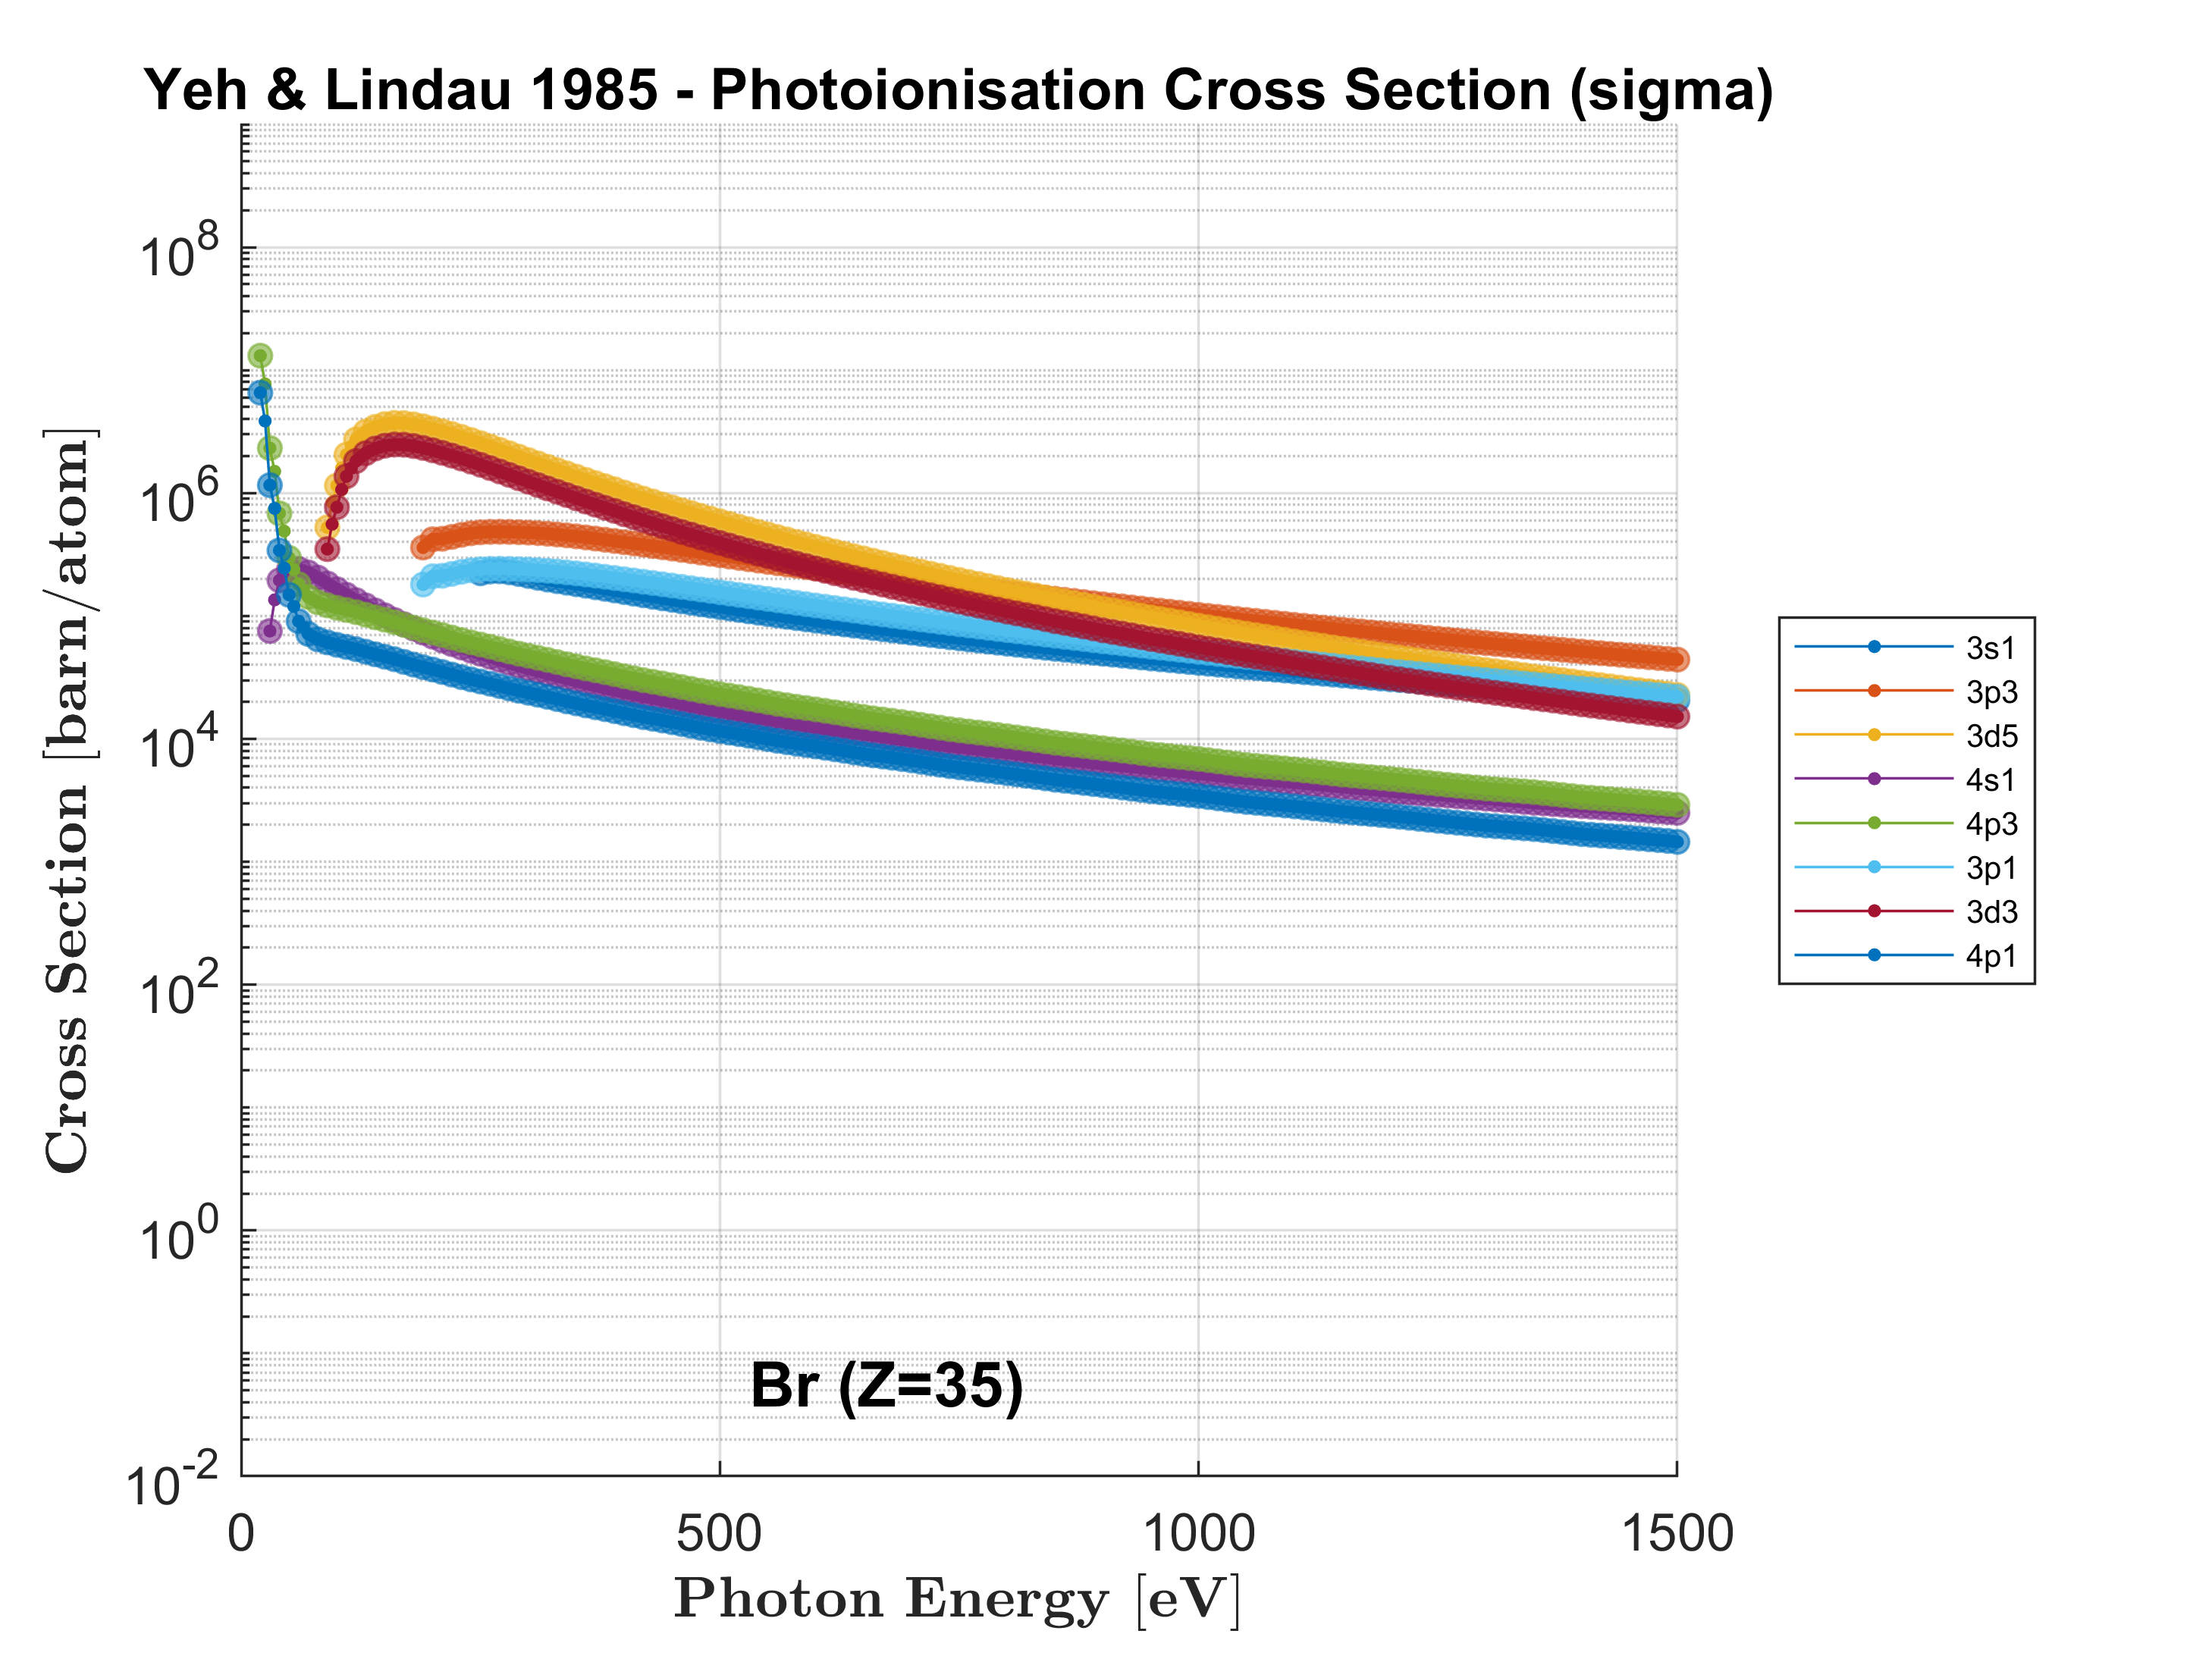 Yeh & Lindau 1985 - Photoionisation Cross Section (sigma)
10^8
10^6
10^4
10^2
10^0
10^-2
Cross Section [barn/atom]
0 500 1000 1500
Photon Energy [eV]
Br (Z=35)
3s1
3p3
3d5
4s1
4p3
3p1
3d3
4p1